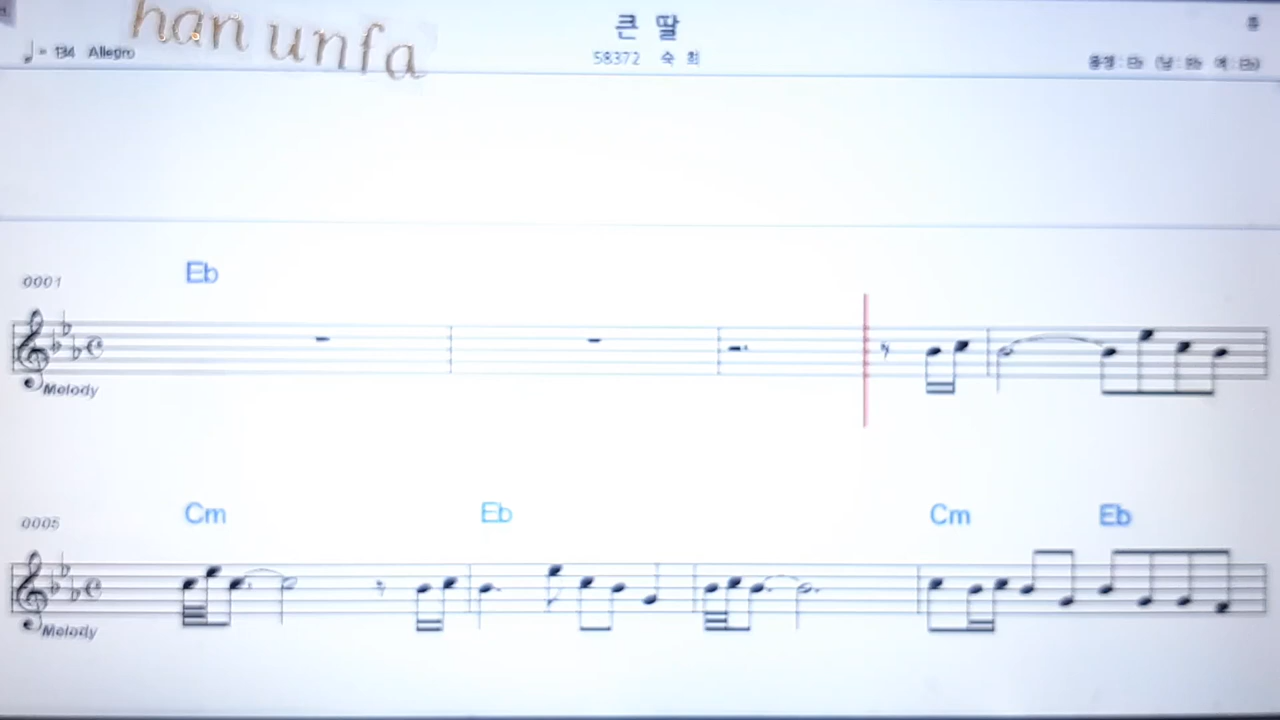 han unfa
큰 딸
♩ = 134 Allegro
58372 숙 희
0001
Eb
Melody
0005
Cm Eb Cm Eb
Melody